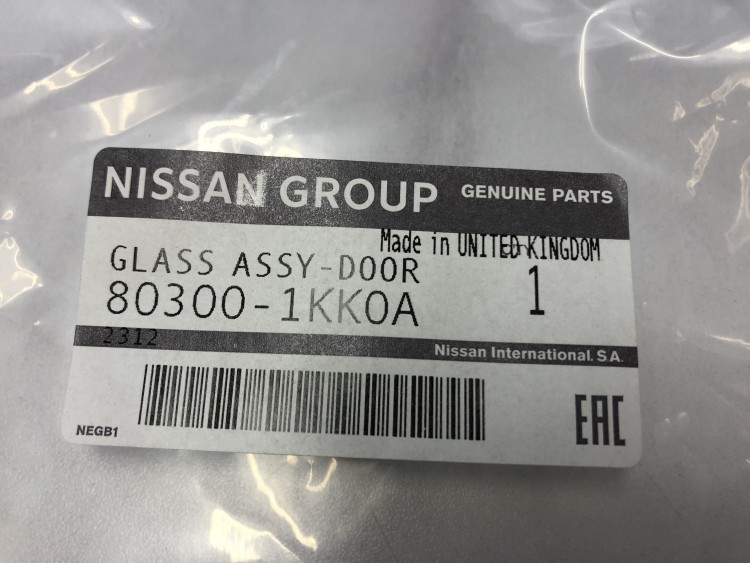 NISSAN GROUP GENUINE PARTS
Made in UNITED KINGDOM
GLASS ASSY-DOOR
80300-1KK0A 1
2312
Nissan International. S.A.
NEGB1
EAC